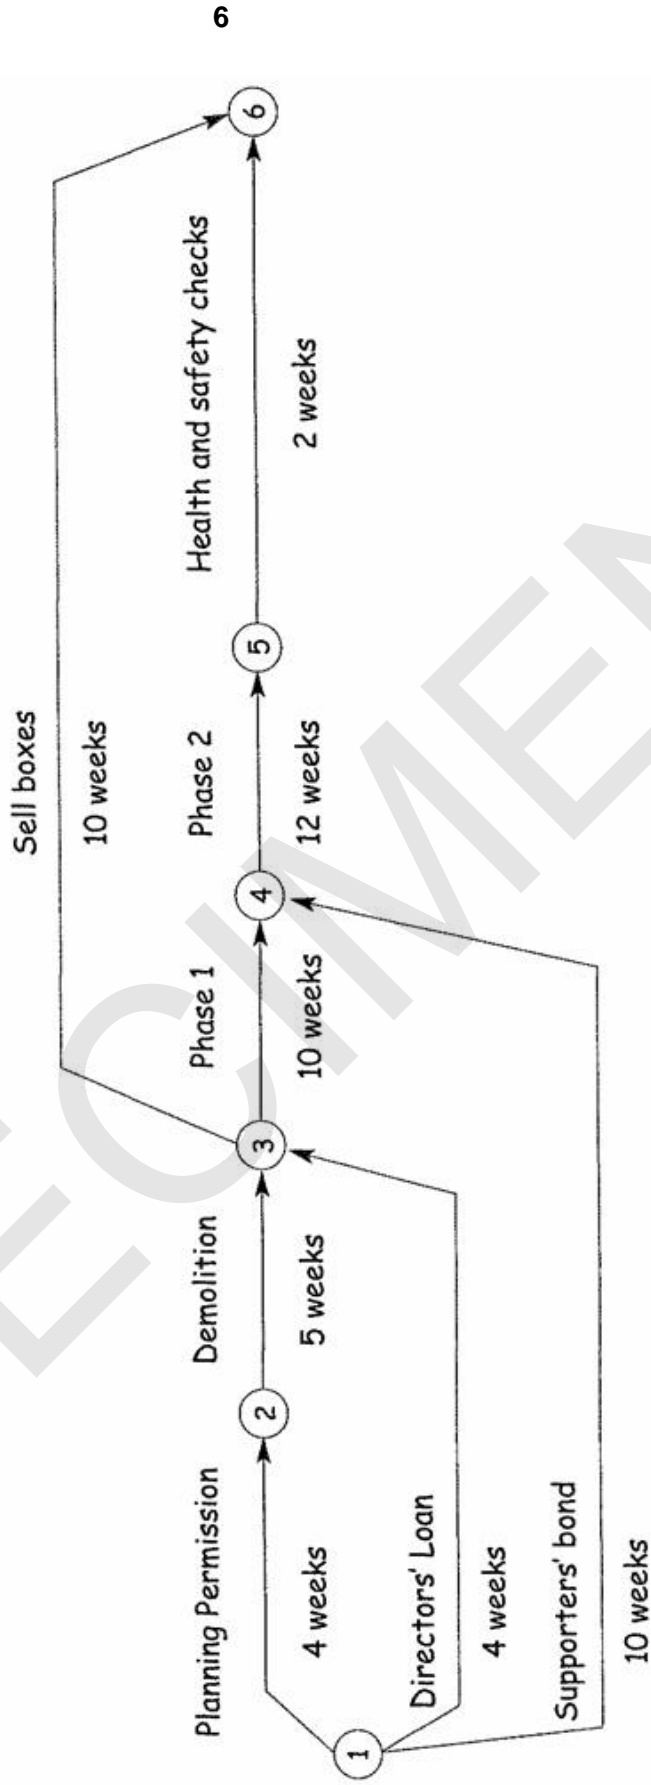 6
Sell boxes
10 weeks
6
Health and safety checks
2 weeks
5
Phase 2
12 weeks
4
Phase 1
10 weeks
3
Demolition
5 weeks
2
Planning Permission
4 weeks
Directors' Loan
4 weeks
Supporters' bond
10 weeks
1
ECIMEN